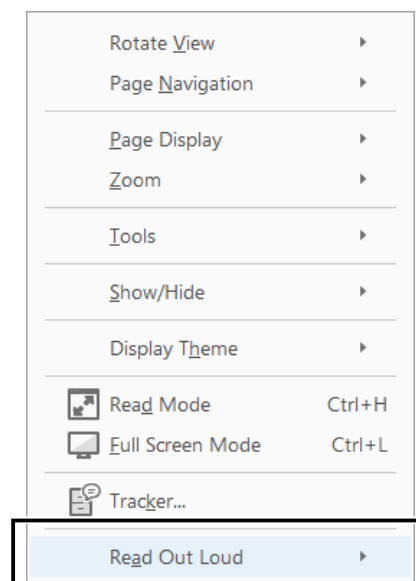 Rotate View
Page Navigation
Page Display
Zoom
Tools
Show/Hide
Display Theme
Read Mode Ctrl+H
Full Screen Mode Ctrl+L
Tracker...
Read Out Loud